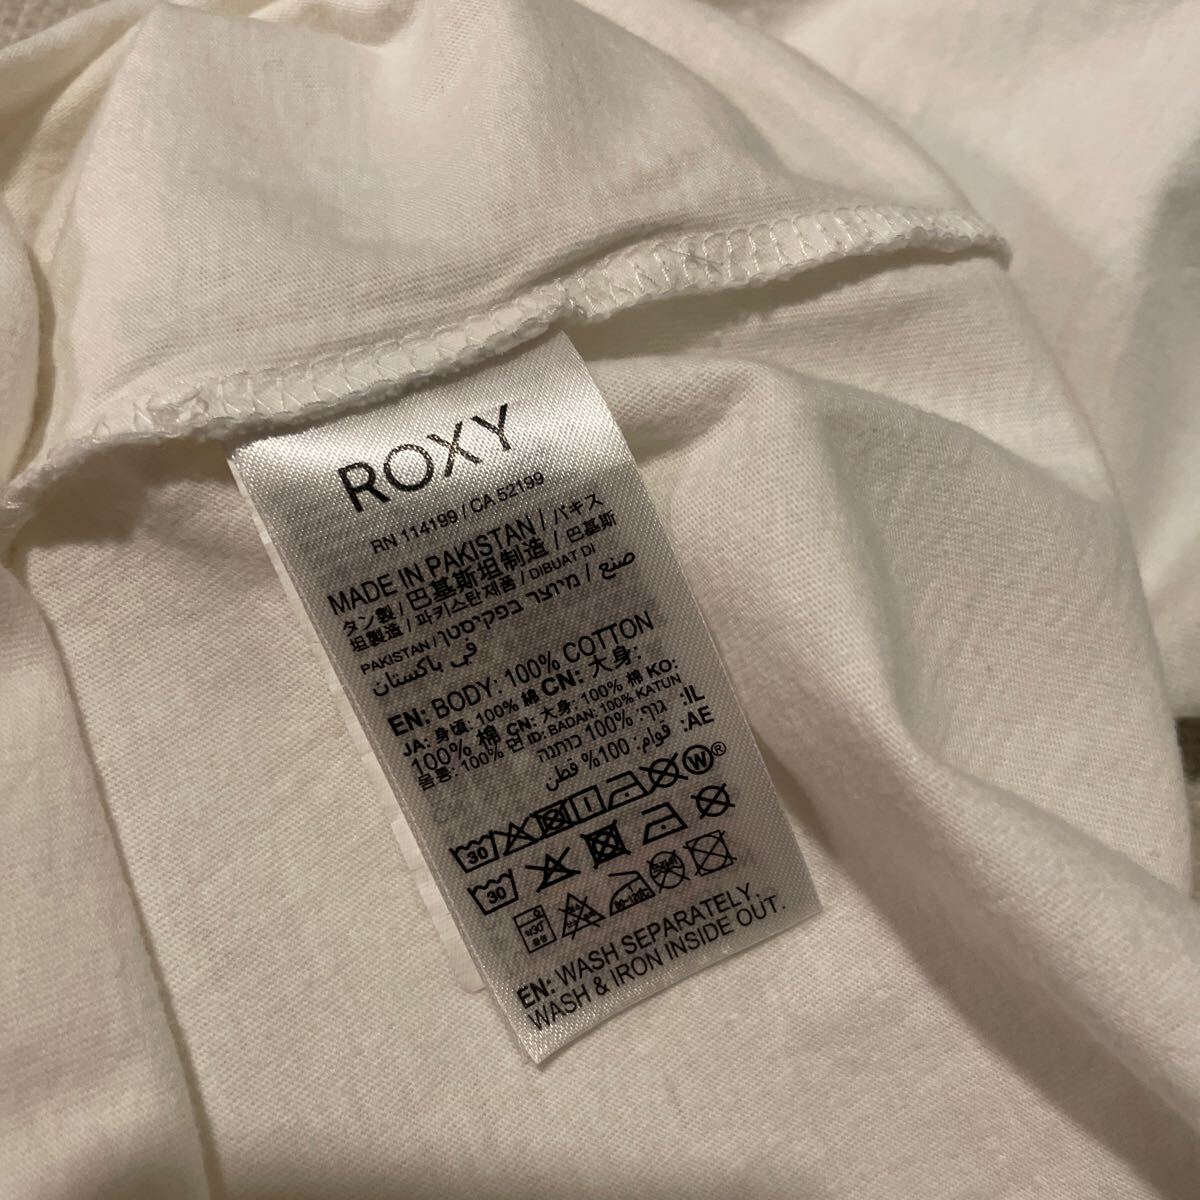 ROXY
RN 114199 / CA 52199
MADE IN PAKISTAN / パキス
タン製 / 巴基斯坦制造 / 巴基斯
坦製造 / 파키스탄제품 / DIBUAT DI
PAKISTAN / מיוצר בפקיסטן / صنع
في باكستان
EN: BODY: 100% COTTON
JA: 身頃: 100% 綿 CN: 大身:
100% 棉 CN: 大身: 100% 棉 KO:
몸통: 100% 면 ID: BADAN: 100% KATUN
IL: גוף: 100% כותנה
AE: قوام: 100% قطن
30 W®
30
30
EN: WASH SEPARATELY.
WASH & IRON INSIDE OUT.